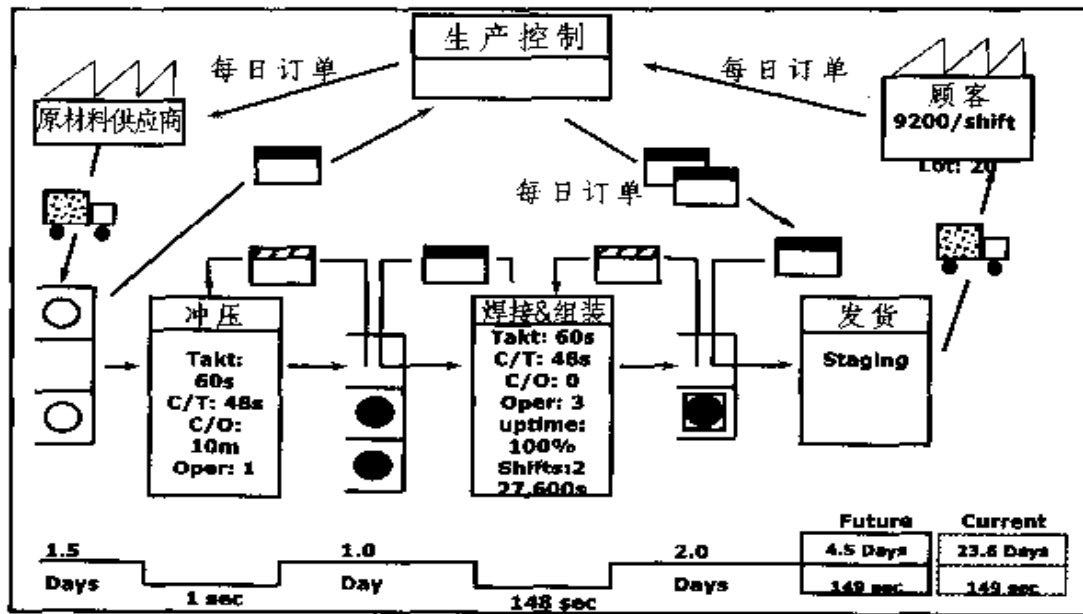 生产控制
每日订单
每日订单
原材料供应商
顾客
9200/shift
Lot: 20
每日订单
冲压
Takt:
60s
C/T: 48s
C/O:
10m
Oper: 1
焊接&组装
Takt: 60s
C/T: 48s
C/O: 0
Oper: 3
uptime:
100%
Shifts:2
27,600s
发货
Staging
1.5
Days
1 sec
1.0
Day
148 sec
2.0
Days
Future
Current
4.5 Days
23.6 Days
149 sec
149 sec